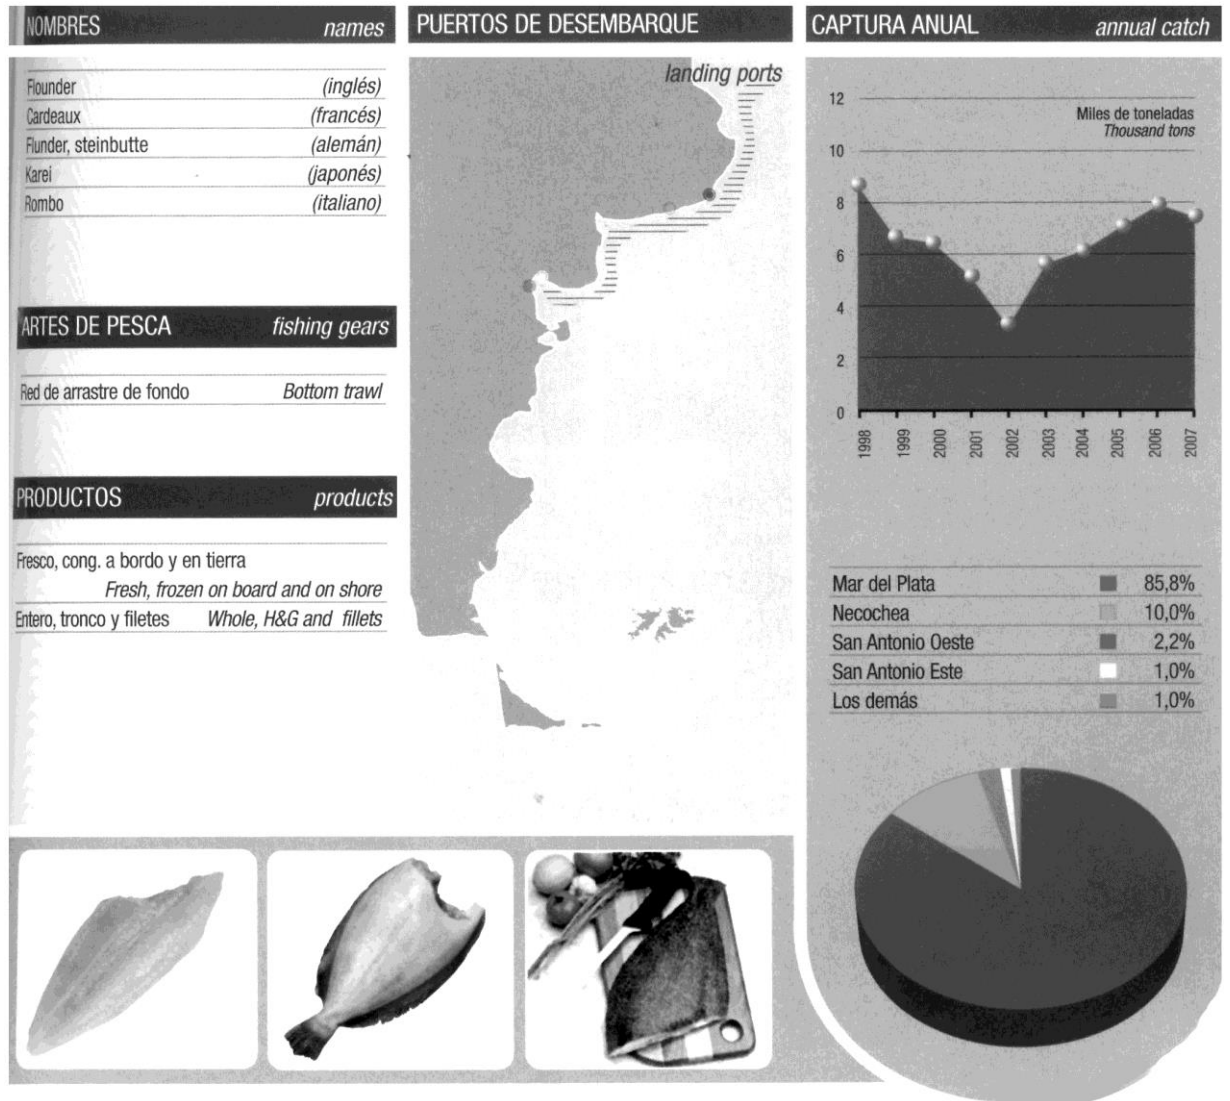 NOMBRES names
Flounder (inglés)
Cardeaux (francés)
Flunder, steinbutte (alemán)
Karei (japonés)
Rombo (italiano)
ARTES DE PESCA fishing gears
Red de arrastre de fondo Bottom trawl
PRODUCTOS products
Fresco, cong. a bordo y en tierra
Fresh, frozen on board and on shore
Entero, tronco y filetes Whole, H&G and fillets
PUERTOS DE DESEMBARQUE
landing ports
CAPTURA ANUAL annual catch
Miles de toneladas
Thousand tons
12
10
8
6
4
2
0
1998 1999 2000 2001 2002 2003 2004 2005 2006 2007
Mar del Plata 85,8%
Necochea 10,0%
San Antonio Oeste 2,2%
San Antonio Este 1,0%
Los demás 1,0%